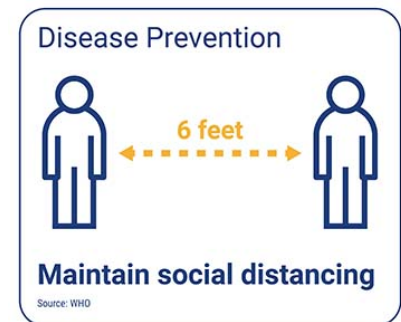 Disease Prevention
6 feet
Maintain social distancing
Source: WHO